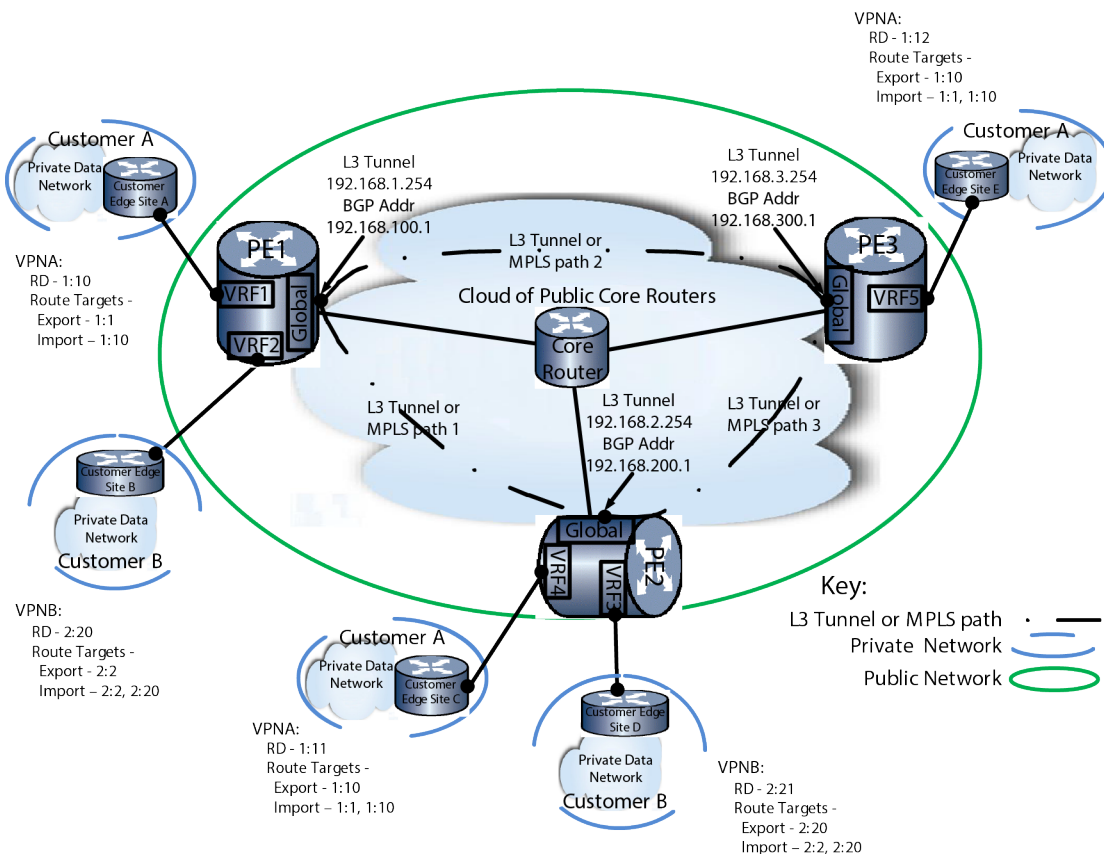 VPNA:
RD - 1:12
Route Targets -
Export - 1:10
Import – 1:1, 1:10
Customer A
Private Data
Network
Customer
Edge Site A
Customer A
Customer
Edge Site E
Private Data
Network
L3 Tunnel
192.168.1.254
BGP Addr
192.168.100.1
L3 Tunnel
192.168.3.254
BGP Addr
192.168.300.1
PE1
VRF1
VRF2
Global
PE3
Global
VRF5
VPNA:
RD - 1:10
Route Targets -
Export - 1:1
Import – 1:10
L3 Tunnel or
MPLS path 2
Cloud of Public Core Routers
Core
Router
L3 Tunnel or
MPLS path 1
L3 Tunnel
192.168.2.254
BGP Addr
192.168.200.1
L3 Tunnel or
MPLS path 3
Customer Edge
Site B
Private Data
Network
Customer B
Global
VRF4
VRF3
PE2
VPNB:
RD - 2:20
Route Targets -
Export - 2:2
Import – 2:2, 2:20
Customer A
Private Data
Network
Customer
Edge Site C
VPNA:
RD - 1:11
Route Targets -
Export - 1:10
Import – 1:1, 1:10
Customer Edge
Site D
Private Data
Network
Customer B
VPNB:
RD - 2:21
Route Targets -
Export - 2:20
Import – 2:2, 2:20
Key:
L3 Tunnel or MPLS path
Private Network
Public Network